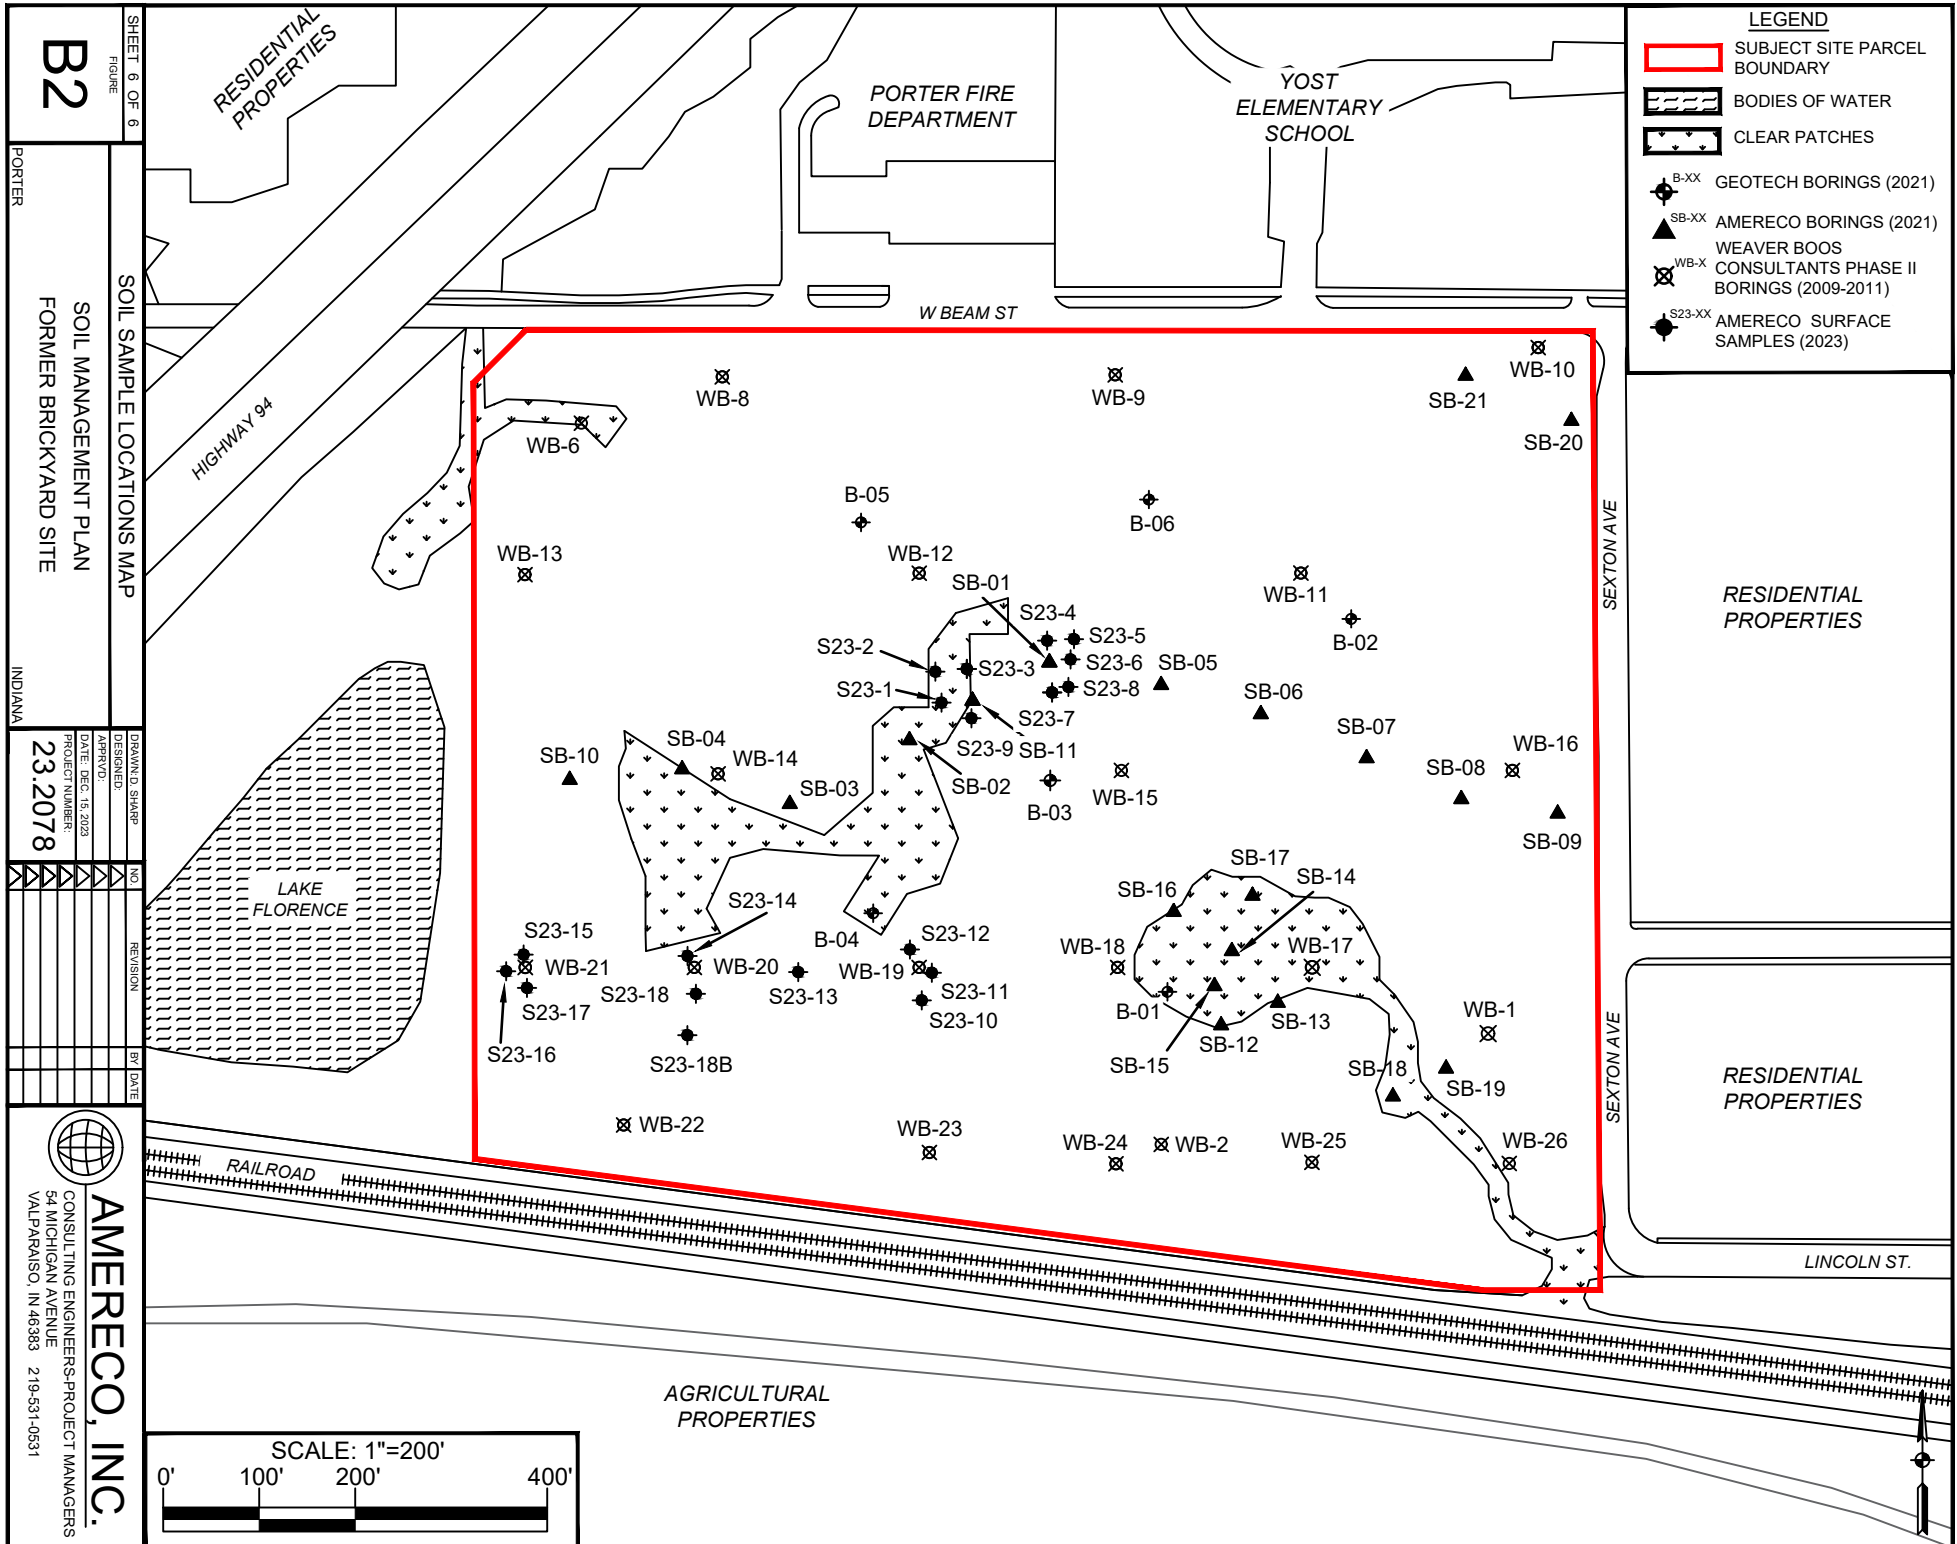 LEGEND
SUBJECT SITE PARCEL
BOUNDARY
BODIES OF WATER
CLEAR PATCHES
B-XX
GEOTECH BORINGS (2021)
SB-XX
AMERECO BORINGS (2021)
WB-X
WEAVER BOOS
CONSULTANTS PHASE II
BORINGS (2009-2011)
S23-XX
AMERECO SURFACE
SAMPLES (2023)
RESIDENTIAL
PROPERTIES
PORTER FIRE
DEPARTMENT
YOST
ELEMENTARY
SCHOOL
W BEAM ST
HIGHWAY 94
WB-10
WB-8
WB-9
SB-21
WB-6
SB-20
B-05
B-06
SEXTON AVE
WB-13
WB-12
SB-01
WB-11
S23-4
S23-5
B-02
RESIDENTIAL
PROPERTIES
S23-2
S23-3
S23-6
SB-05
S23-1
S23-8
SB-06
S23-7
SB-07
SB-04
S23-9
SB-11
WB-16
SB-10
WB-14
SB-03
SB-02
SB-08
B-03
WB-15
SB-09
SB-17
SB-14
LAKE
FLORENCE
SB-16
S23-14
S23-15
B-04
S23-12
WB-18
WB-17
WB-21
WB-20
WB-19
S23-18
S23-13
S23-11
S23-17
S23-10
B-01
SB-13
WB-1
S23-16
SB-12
S23-18B
SB-15
SB-18
SB-19
SEXTON AVE
RESIDENTIAL
PROPERTIES
WB-22
WB-23
WB-24
WB-2
WB-25
WB-26
RAILROAD
LINCOLN ST.
AGRICULTURAL
PROPERTIES
SCALE: 1"=200'
0' 100' 200' 400'
SHEET 6 OF 6
FIGURE
B2
SOIL SAMPLE LOCATIONS MAP
SOIL MANAGEMENT PLAN
FORMER BRICKYARD SITE
PORTER INDIANA
DRAWN:D. SHARP
DESIGNED:
APPRV'D:
DATE: DEC. 15, 2023
PROJECT NUMBER:
23.2078
NO. REVISION BY DATE
AMERECO, INC.
CONSULTING ENGINEERS-PROJECT MANAGERS
54 MICHIGAN AVENUE
VALPARAISO, IN 46383 219-531-0531